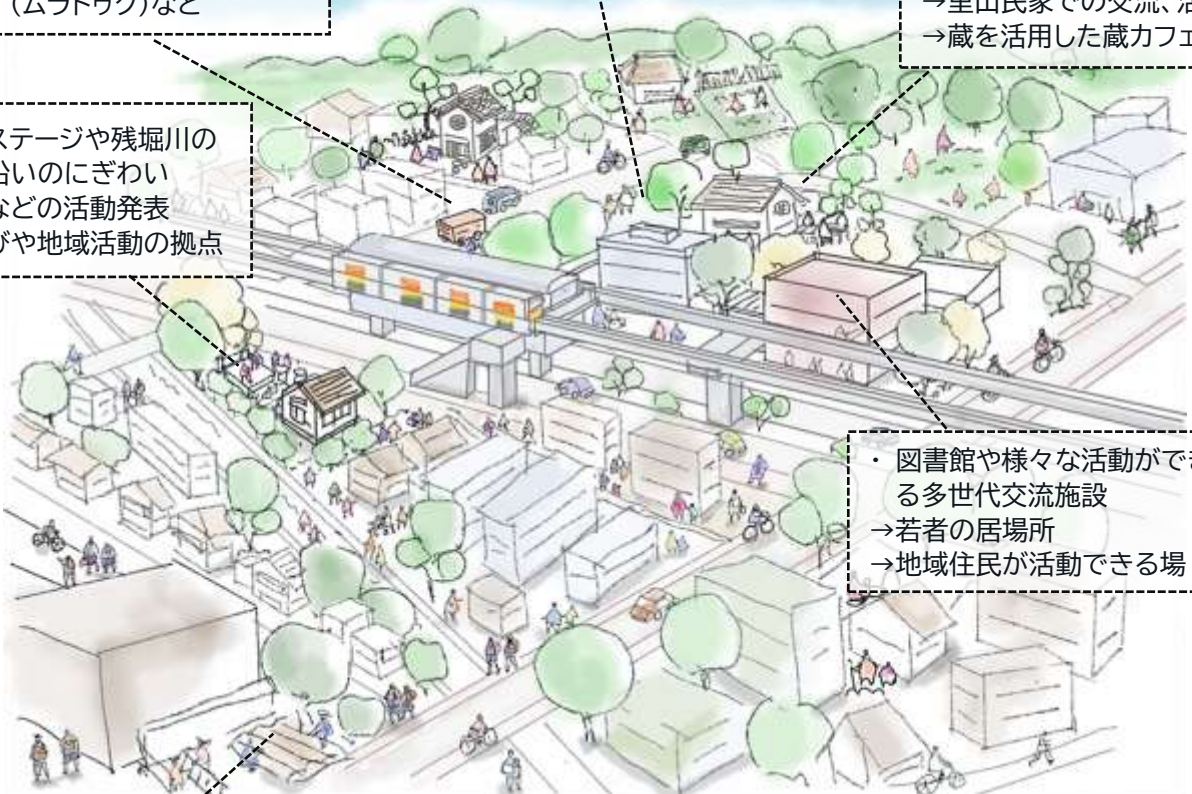 (ムラトゥク)など
→里山民家での交流、活
→蔵を活用した蔵カフェ
ステージや残堀川の
沿いのにぎわい
などの活動発表
びや地域活動の拠点
・ 図書館や様々な活動ができ
る多世代交流施設
→若者の居場所
→地域住民が活動できる場